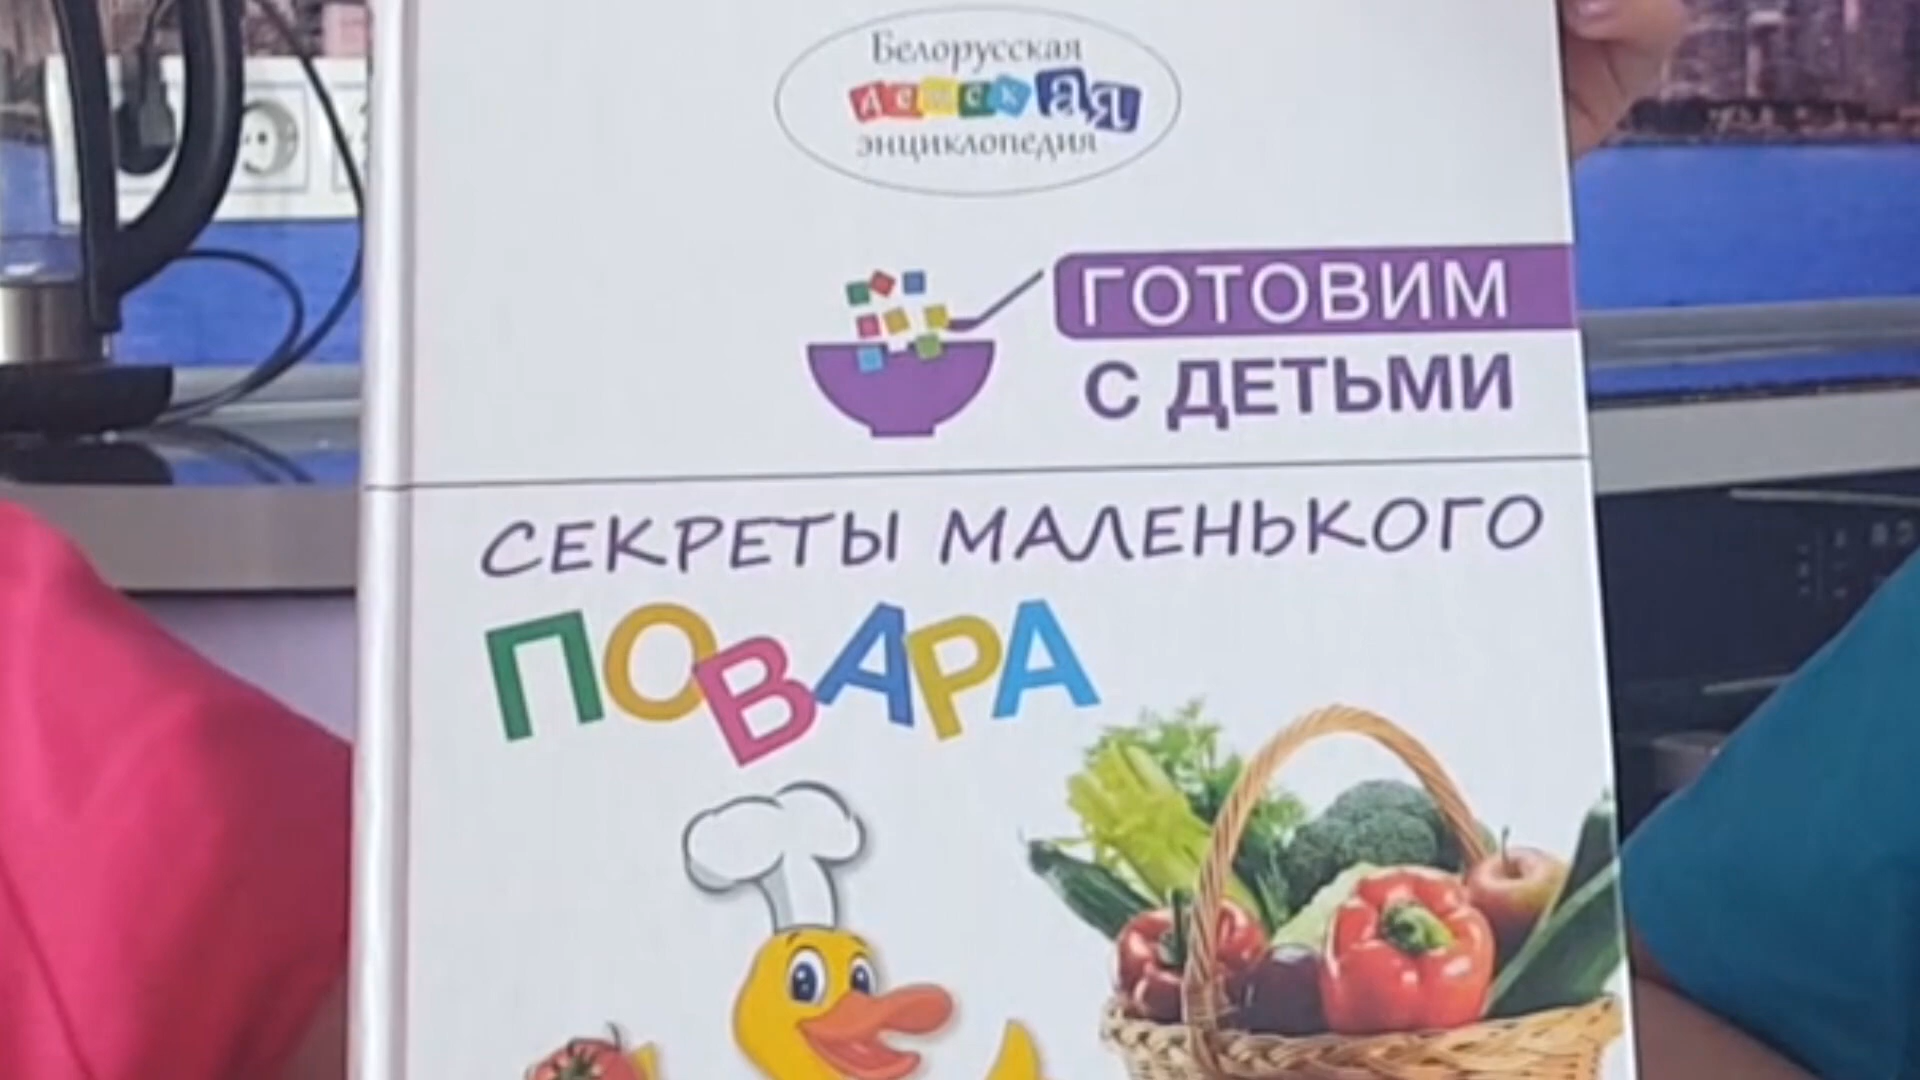 Белорусская
детская
энциклопедия
ГОТОВИМ
С ДЕТЬМИ
СЕКРЕТЫ МАЛЕНЬКОГО
ПОВАРА